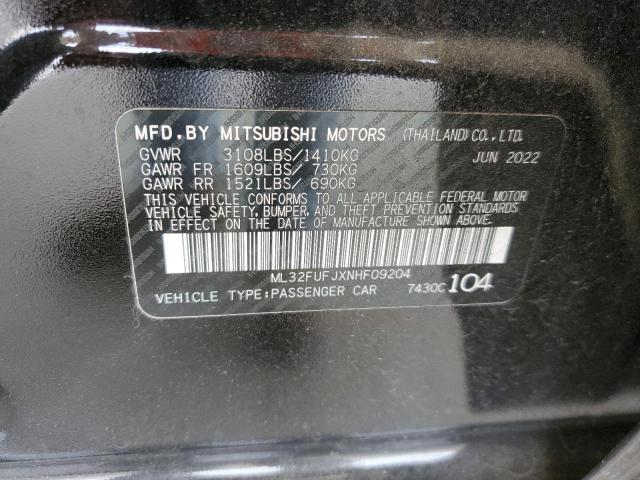 MFD.BY MITSUBISHI MOTORS (THAILAND) CO., LTD.
GVWR 3108LBS/1410KG JUN 2022
GAWR FR 1609LBS/ 730KG
GAWR RR 1521LBS/ 690KG
THIS VEHICLE CONFORMS TO ALL APPLICABLE FEDERAL MOTOR
VEHICLE SAFETY, BUMPER, AND THEFT PREVENTION STANDARDS
IN EFFECT ON THE DATE OF MANUFACTURE SHOWN ABOVE.
ML32FUFJXNHF09204
VEHICLE TYPE:PASSENGER CAR 7430C 104